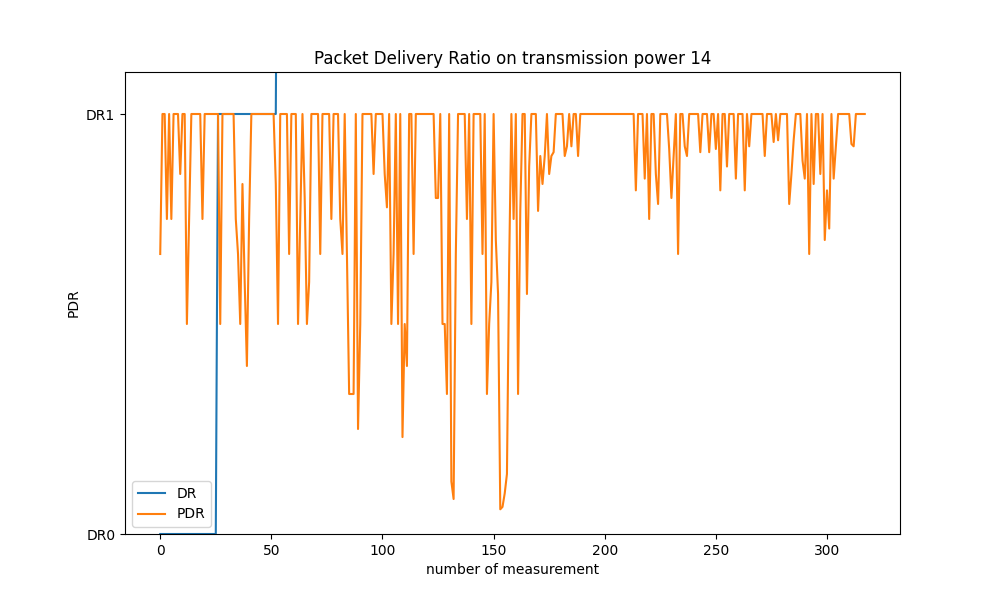 Packet Delivery Ratio on transmission power 14
DR1
PDR
DR0
DR
PDR
0 50 100 150 200 250 300
number of measurement